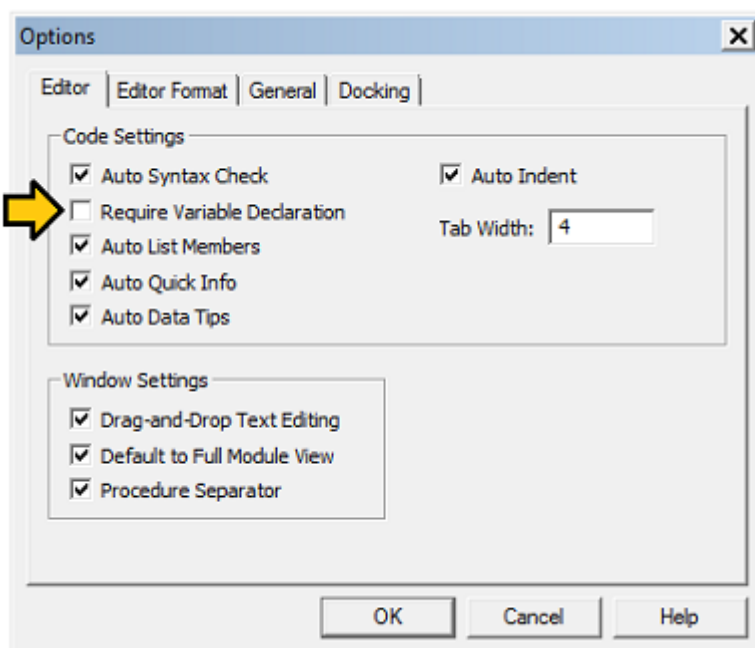 Options
Editor Editor Format General Docking
Code Settings
Auto Syntax Check
Auto Indent
Require Variable Declaration
Tab Width: 4
Auto List Members
Auto Quick Info
Auto Data Tips
Window Settings
Drag-and-Drop Text Editing
Default to Full Module View
Procedure Separator
OK Cancel Help